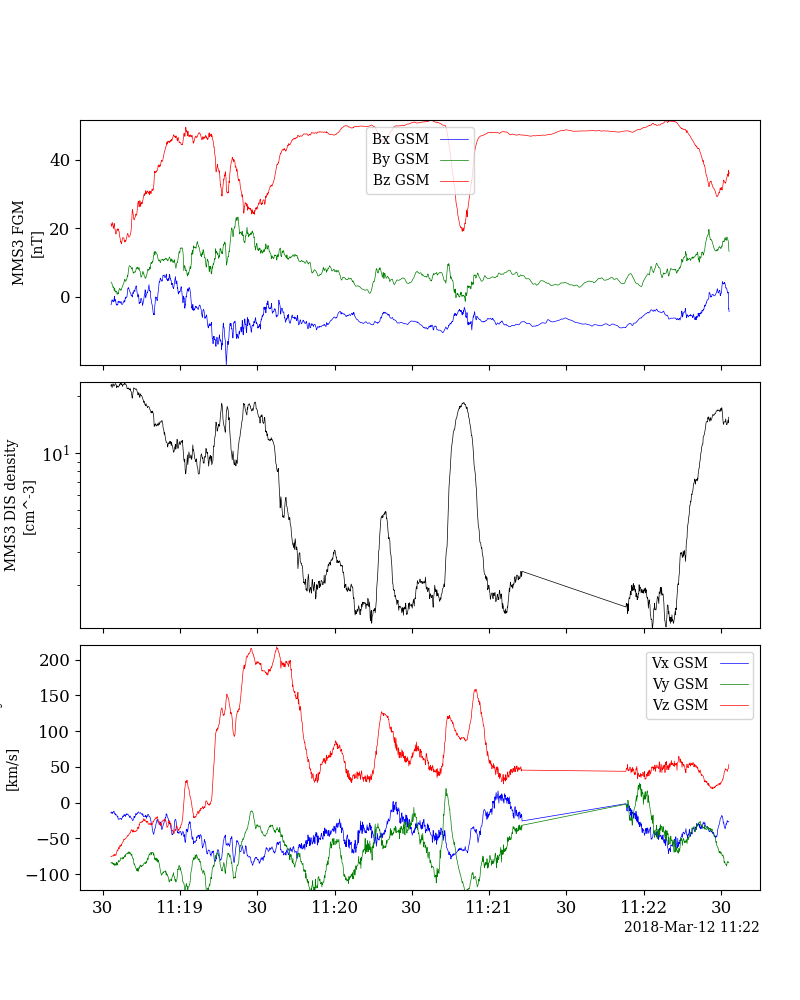 MMS3 FGM
[nT]
40
20
0
Bx GSM
By GSM
Bz GSM
MMS3 DIS density
[cm^-3]
10¹
[km/s]
200
150
100
50
0
−50
−100
Vx GSM
Vy GSM
Vz GSM
30 11:19 30 11:20 30 11:21 30 11:22 30
2018-Mar-12 11:22